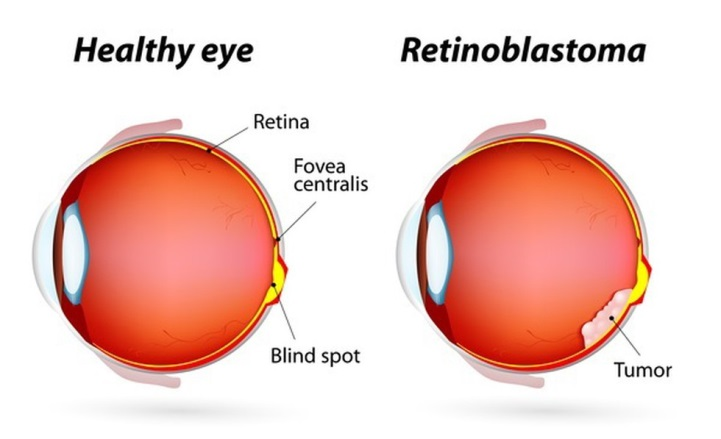 Healthy eye
Retinoblastoma
Retina
Fovea
centralis
Blind spot
Tumor